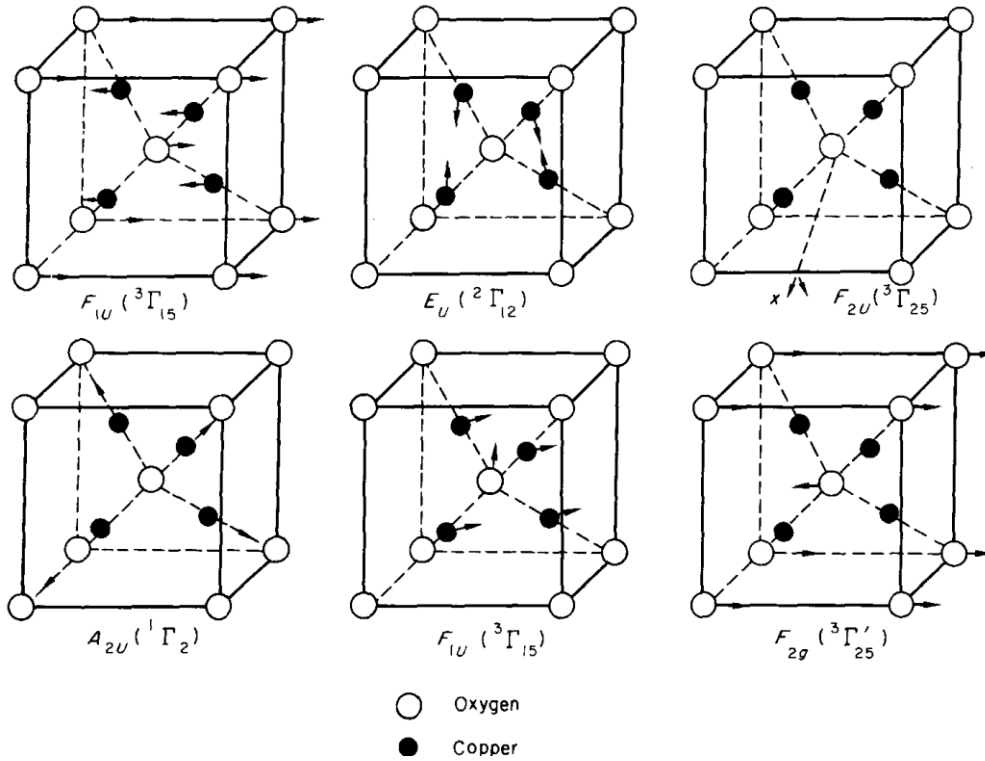 F₁U (³Γ₁₅)
EU (²Γ₁₂)
x
F₂U (³Γ₂₅)
A₂U (¹Γ₂)
F₁U (³Γ₁₅)
F₂g (³Γ′₂₅)
Oxygen
Copper